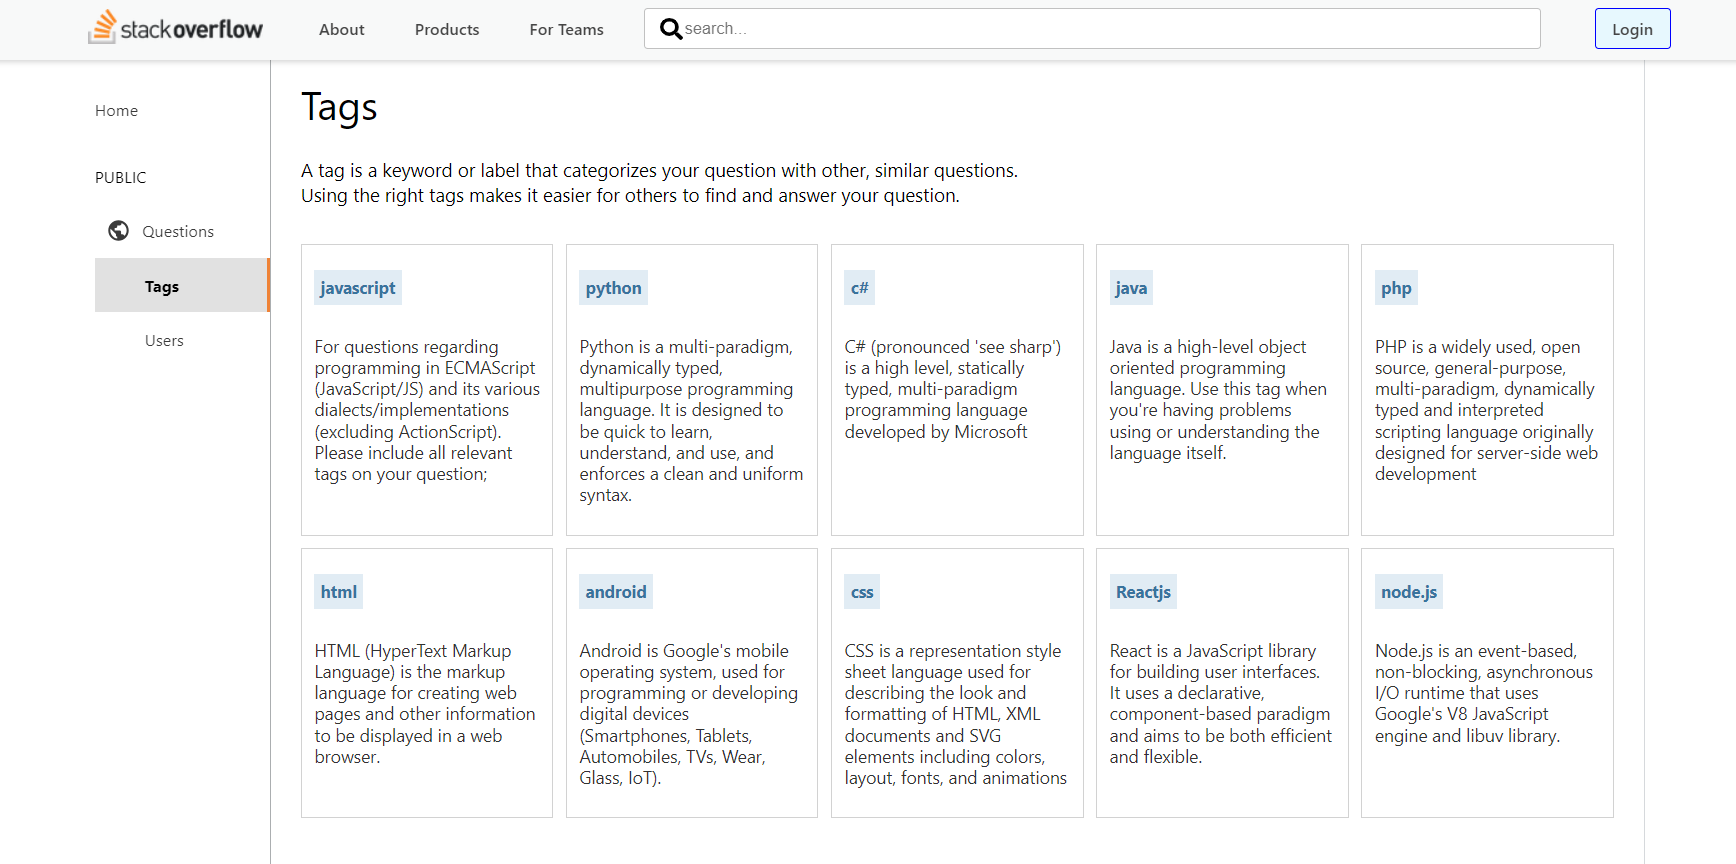 stackoverflow
About
Products
For Teams
search...
Login
Home
PUBLIC
Questions
Tags
Users
Tags
A tag is a keyword or label that categorizes your question with other, similar questions.
Using the right tags makes it easier for others to find and answer your question.
javascript
For questions regarding
programming in ECMAScript
(JavaScript/JS) and its various
dialects/implementations
(excluding ActionScript).
Please include all relevant
tags on your question;
python
Python is a multi-paradigm,
dynamically typed,
multipurpose programming
language. It is designed to
be quick to learn,
understand, and use, and
enforces a clean and uniform
syntax.
c#
C# (pronounced 'see sharp')
is a high level, statically
typed, multi-paradigm
programming language
developed by Microsoft
java
Java is a high-level object
oriented programming
language. Use this tag when
you're having problems
using or understanding the
language itself.
php
PHP is a widely used, open
source, general-purpose,
multi-paradigm, dynamically
typed and interpreted
scripting language originally
designed for server-side web
development
html
HTML (HyperText Markup
Language) is the markup
language for creating web
pages and other information
to be displayed in a web
browser.
android
Android is Google's mobile
operating system, used for
programming or developing
digital devices
(Smartphones, Tablets,
Automobiles, TVs, Wear,
Glass, IoT).
css
CSS is a representation style
sheet language used for
describing the look and
formatting of HTML, XML
documents and SVG
elements including colors,
layout, fonts, and animations
Reactjs
React is a JavaScript library
for building user interfaces.
It uses a declarative,
component-based paradigm
and aims to be both efficient
and flexible.
node.js
Node.js is an event-based,
non-blocking, asynchronous
I/O runtime that uses
Google's V8 JavaScript
engine and libuv library.